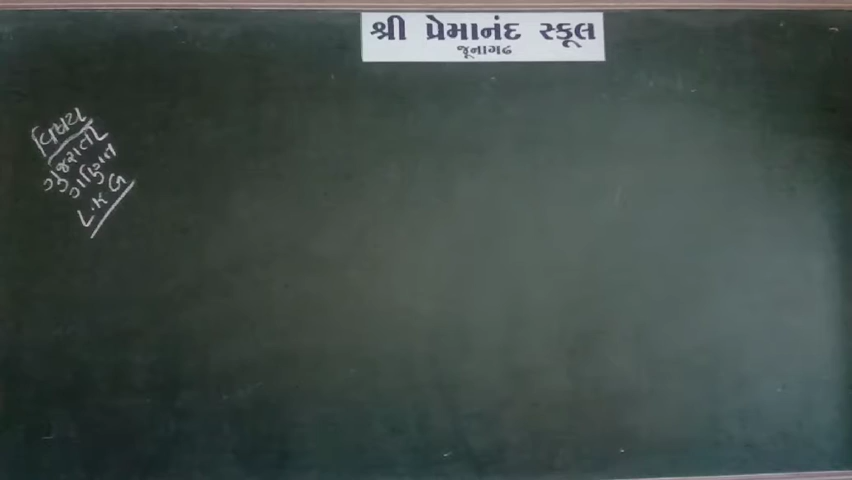 શ્રી પ્રેમાનંદ સ્કૂલ
જૂનાગઢ
વિષય
ગુજરાતી
ગણિત
L.K.G